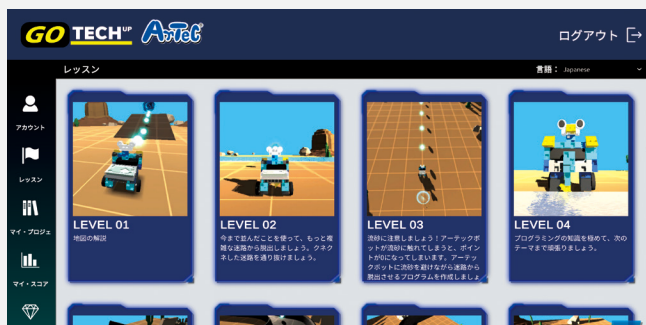 GO TECHUP ArTeC
ログアウト
レッスン
言語： Japanese
アカウント
レッスン
マイ・プロジェ
マイ・スコア
LEVEL 01
地図の解説
LEVEL 02
今まで並んだことを使って、もっと複
雑な迷路から脱出しましょう。クネク
ネした迷路を通り抜けましょう。
LEVEL 03
流砂に注意しましょう！アーテックボ
ットが流砂に触れてしまうと、ポイン
トが0になってしまいます。アーテッ
クボットに流砂を避けながら迷路から
脱出させるプログラムを作成しましょ
LEVEL 04
プログラミングの知識を極めて、次の
テーマまで頑張りましょう。